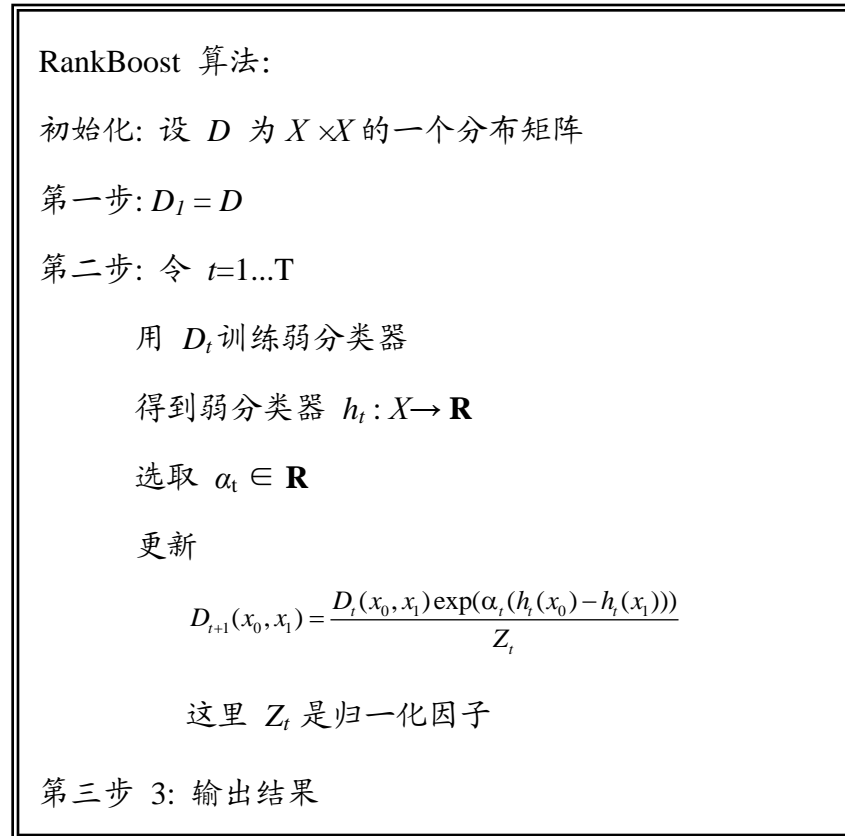 RankBoost 算法:
初始化: 设 D 为 X ×X 的一个分布矩阵
第一步: D₁ = D
第二步: 令 t=1...T
用 Dₜ 训练弱分类器
得到弱分类器 hₜ : X→ R
选取 αₜ ∈ R
更新
Dₜ₊₁(x₀, x₁) = Dₜ(x₀, x₁) exp(αₜ(hₜ(x₀) − hₜ(x₁))) / Zₜ
这里 Zₜ 是归一化因子
第三步 3: 输出结果